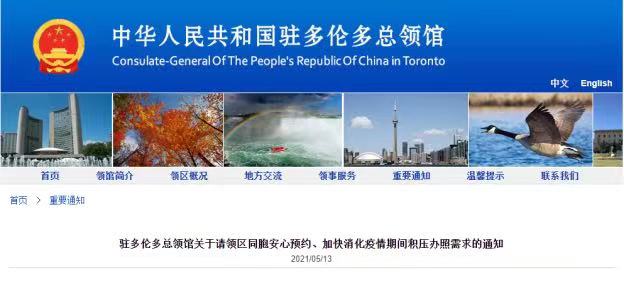 中华人民共和国驻多伦多总领馆
Consulate-General Of The People's Republic Of China in Toronto
中文 English
首页 领馆简介 领区概况 地方交流 领事服务 重要通知 温馨提示 联系我们
首页 > 重要通知
驻多伦多总领馆关于请领区同胞安心预约、加快消化疫情期间积压办照需求的通知
2021/05/13